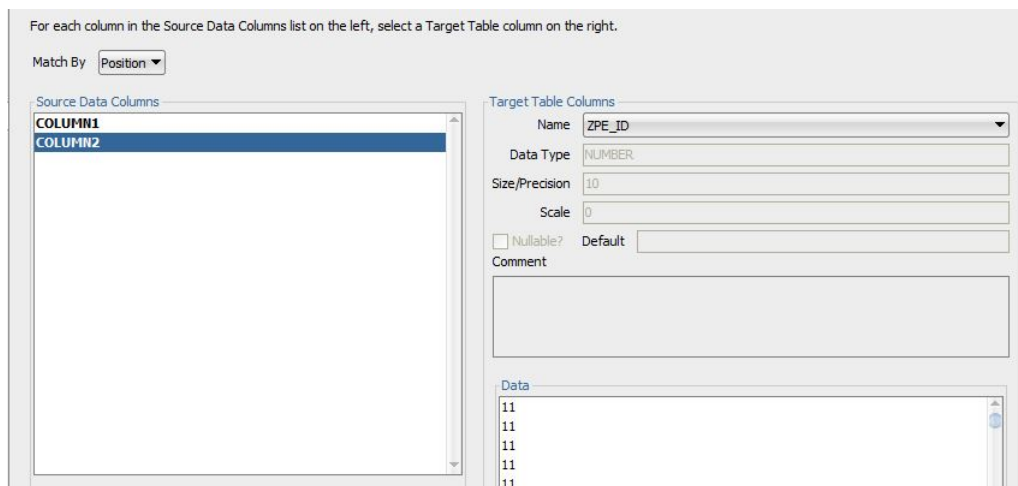 For each column in the Source Data Columns list on the left, select a Target Table column on the right.
Match By Position
Source Data Columns
COLUMN1
COLUMN2
Target Table Columns
Name ZPE_ID
Data Type NUMBER
Size/Precision 10
Scale 0
Nullable? Default
Comment
Data
11
11
11
11
11